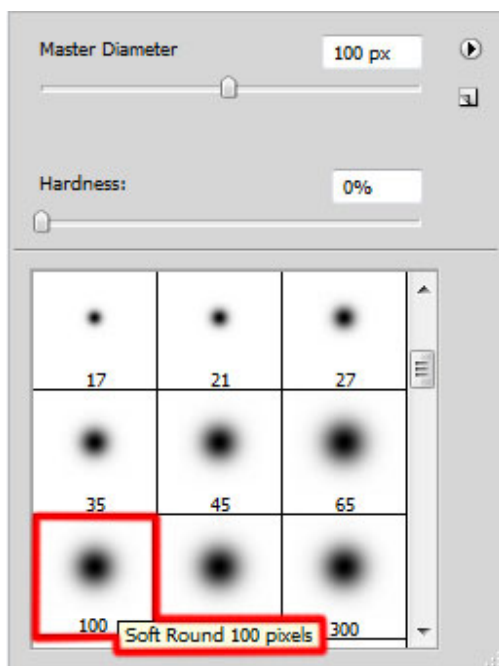 Master Diameter 100 px
Hardness: 0%
17 21 27
35 45 65
100 300
Soft Round 100 pixels